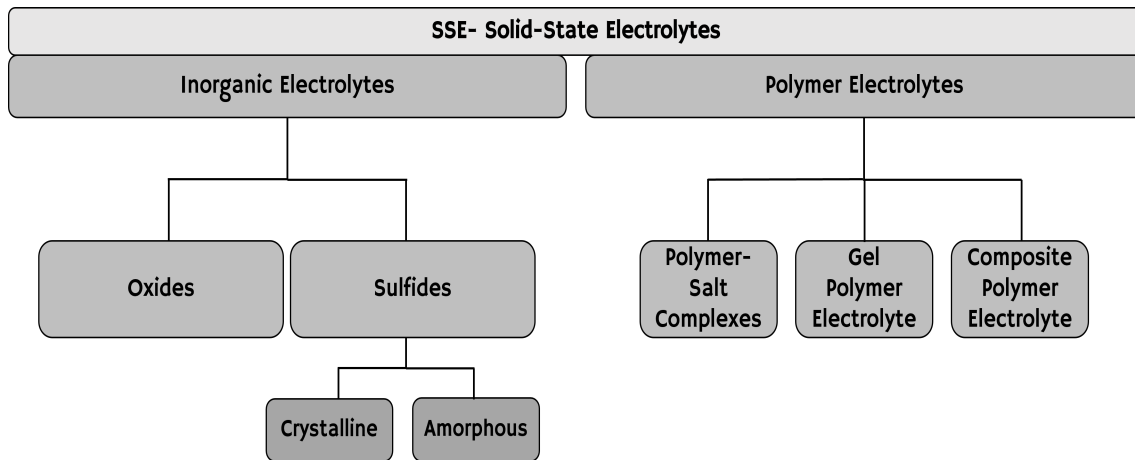 SSE- Solid-State Electrolytes
Inorganic Electrolytes
Polymer Electrolytes
Oxides
Sulfides
Polymer-
Salt
Complexes
Gel
Polymer
Electrolyte
Composite
Polymer
Electrolyte
Crystalline
Amorphous